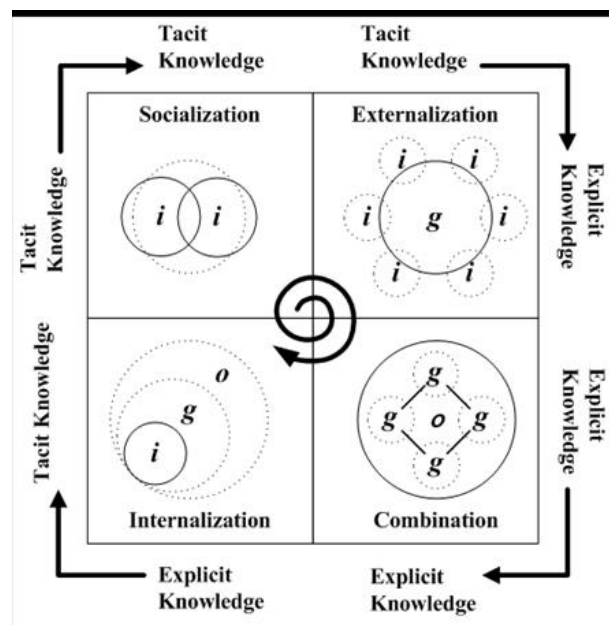 Tacit
Knowledge
Tacit
Knowledge
Socialization
Externalization
i
i
i
i
i
g
i
i
i
Tacit
Knowledge
Explicit
Knowledge
o
g
i
g
g
o
g
g
Tacit Knowledge
Explicit
Knowledge
Internalization
Combination
Explicit
Knowledge
Explicit
Knowledge